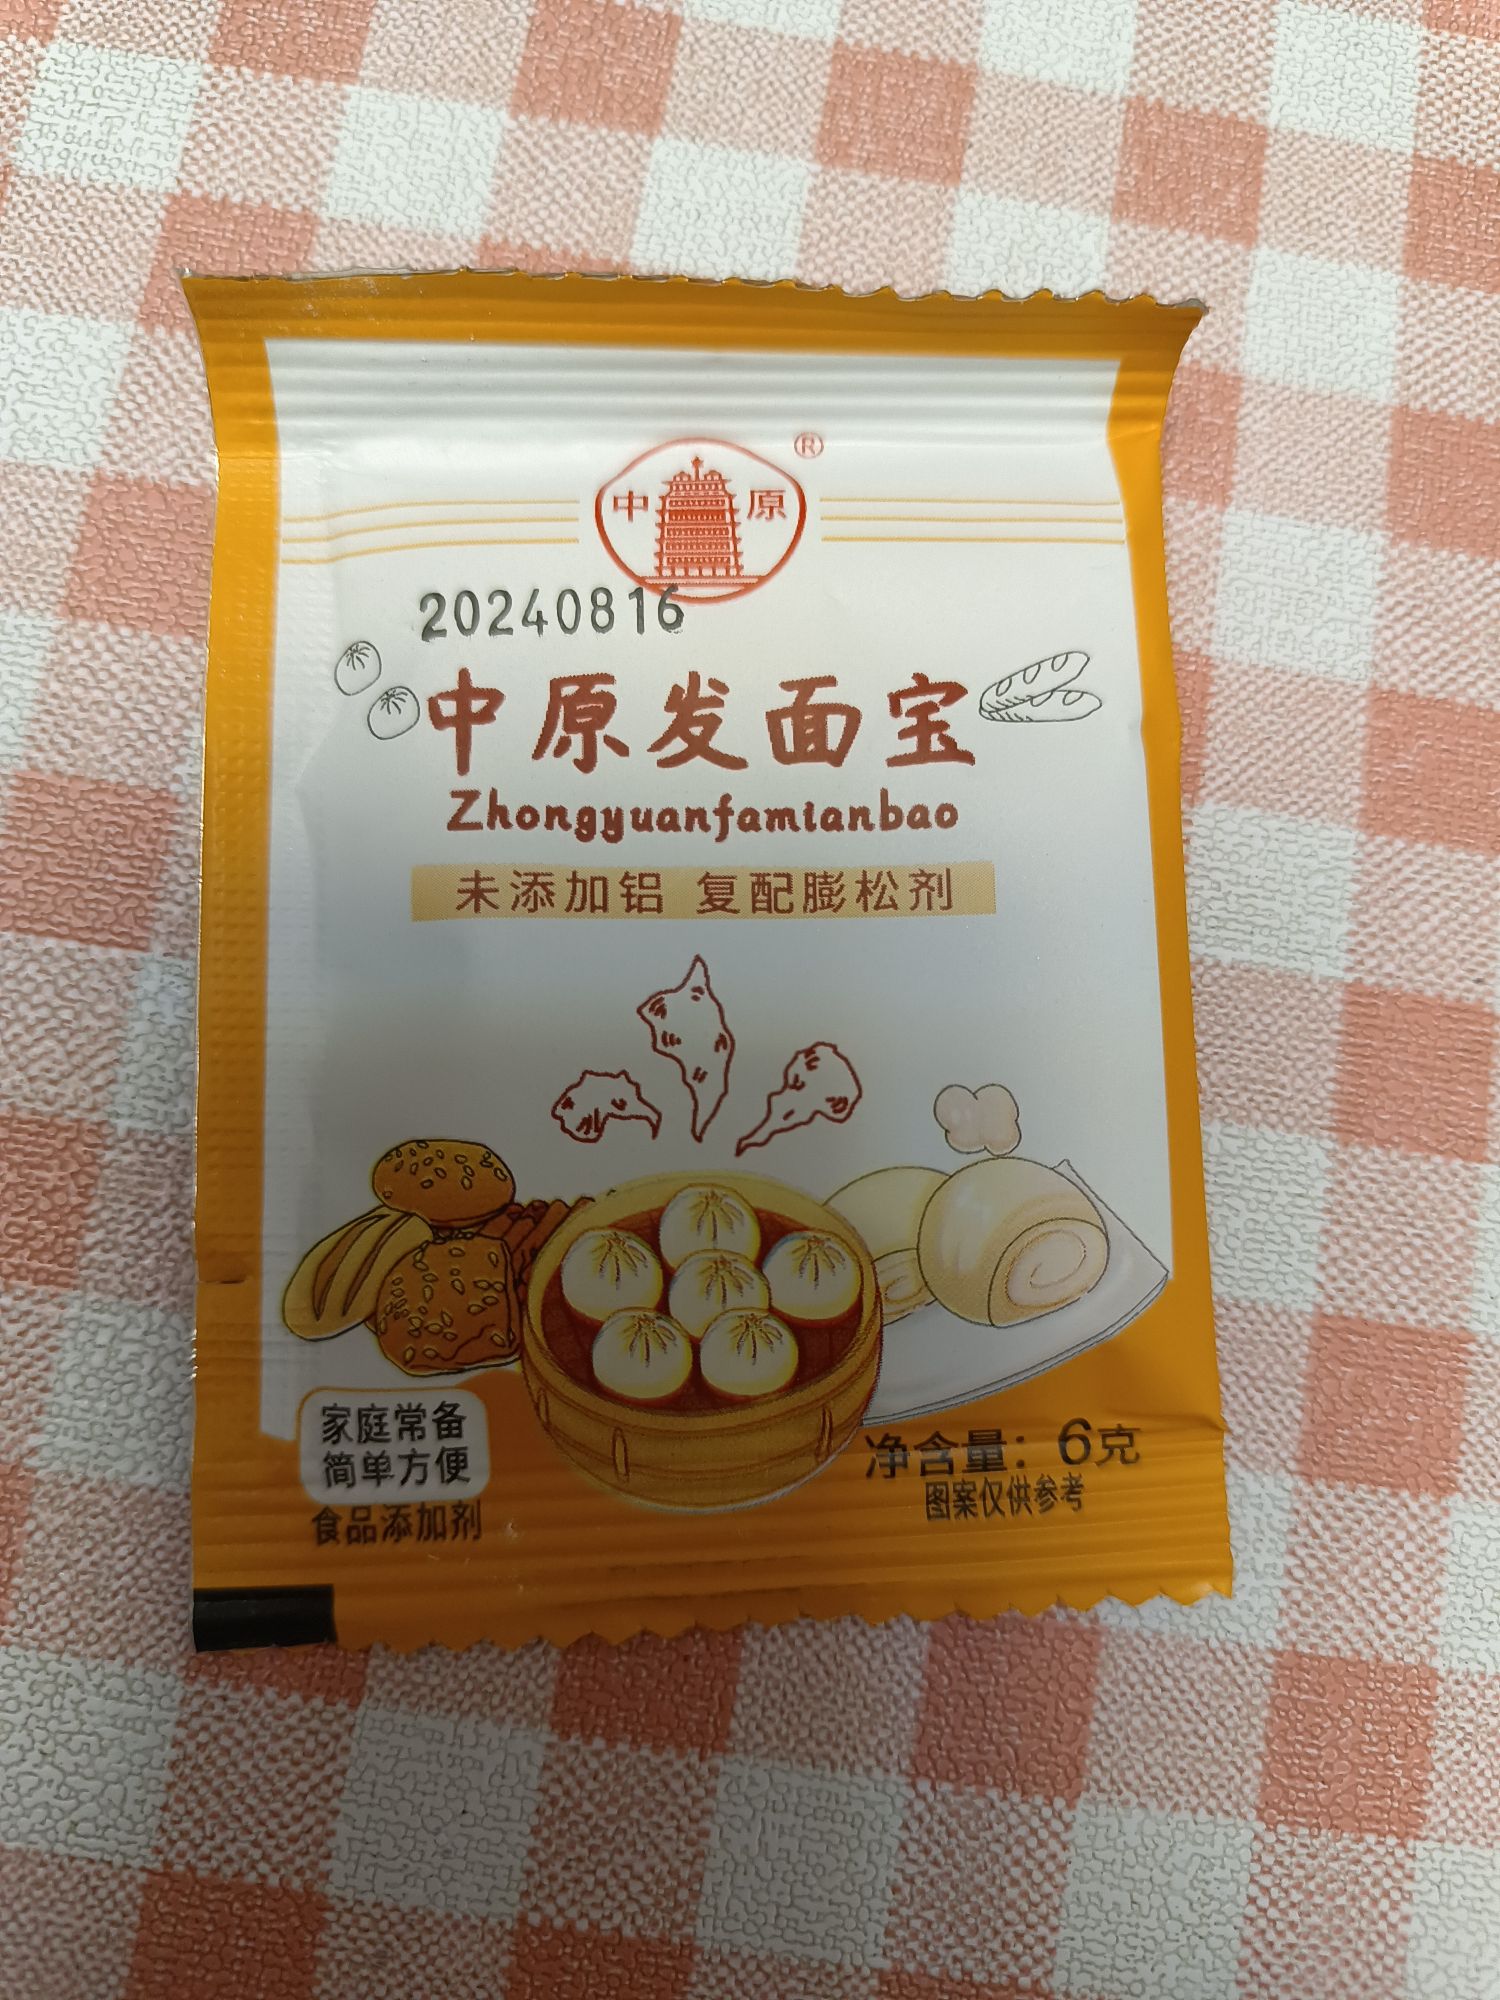 中 原 ®
20240816
中原发面宝
Zhongyuanfamianbao
未添加铝 复配膨松剂
家庭常备
简单方便
食品添加剂
净含量：6克
图案仅供参考